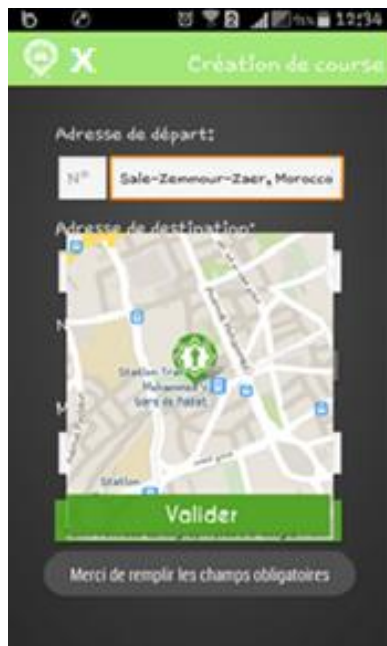 12:34
X
Création de course
Adresse de départ:
N° Sale-Zemmour-Zaer, Morocco
Adresse de destination:
N
Station Tram
Mohammed V
Gare de Rabat
Station
M
Valider
Merci de remplir les champs obligatoires